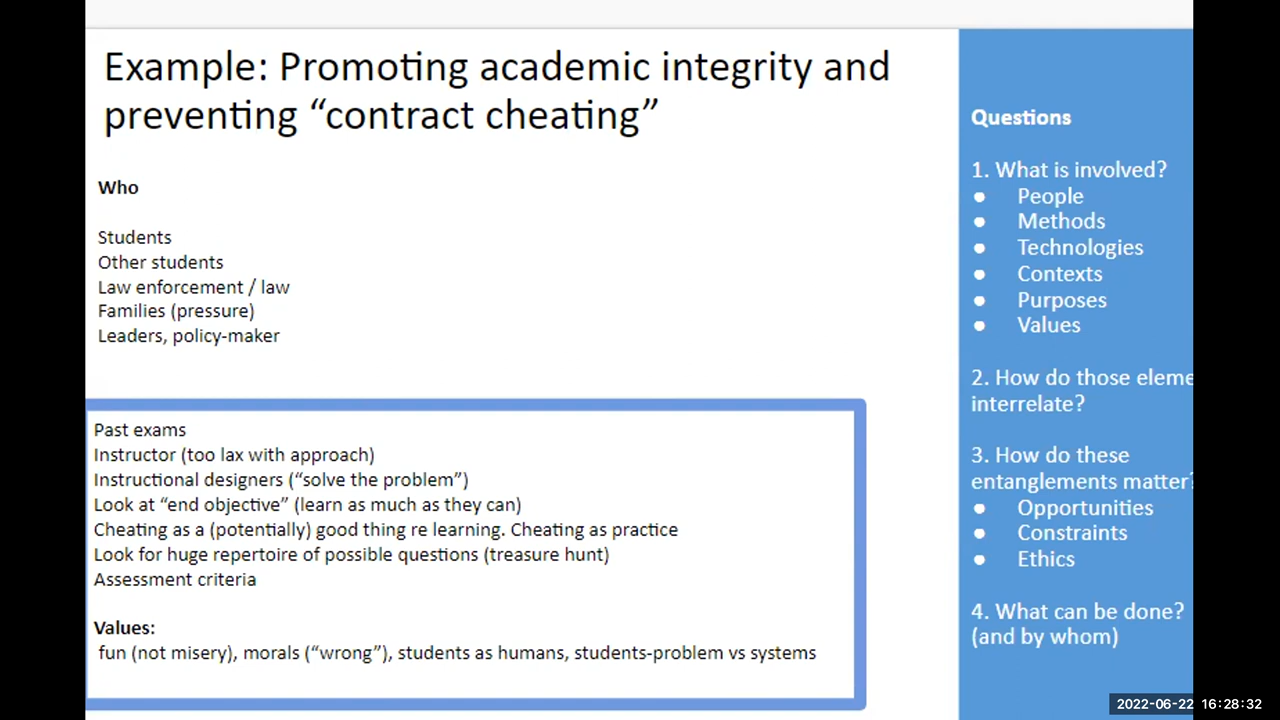 Example: Promoting academic integrity and
preventing “contract cheating”
Who
Students
Other students
Law enforcement / law
Families (pressure)
Leaders, policy-maker
Past exams
Instructor (too lax with approach)
Instructional designers (“solve the problem”)
Look at “end objective” (learn as much as they can)
Cheating as a (potentially) good thing re learning. Cheating as practice
Look for huge repertoire of possible questions (treasure hunt)
Assessment criteria
Values:
fun (not misery), morals (“wrong”), students as humans, students-problem vs systems
Questions
1. What is involved?
● People
● Methods
● Technologies
● Contexts
● Purposes
● Values
2. How do those eleme
interrelate?
3. How do these
entanglements matter?
● Opportunities
● Constraints
● Ethics
4. What can be done?
(and by whom)
2022-06-22 16:28:32